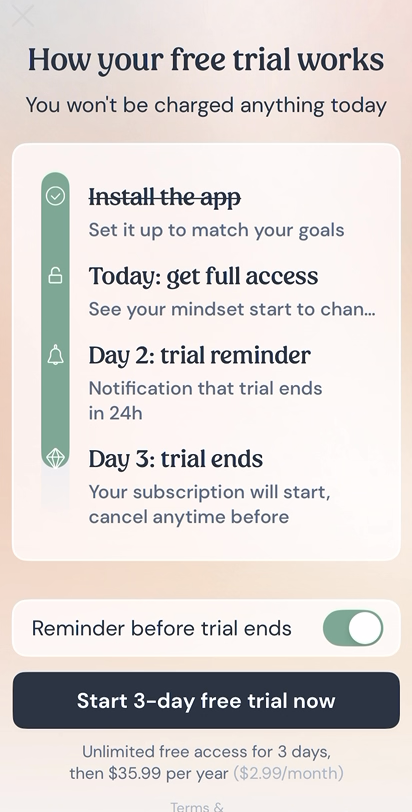 How your free trial works
You won't be charged anything today
Install the app
Set it up to match your goals
Today: get full access
See your mindset start to chan...
Day 2: trial reminder
Notification that trial ends
in 24h
Day 3: trial ends
Your subscription will start,
cancel anytime before
Reminder before trial ends
Start 3-day free trial now
Unlimited free access for 3 days,
then $35.99 per year ($2.99/month)
Terms &